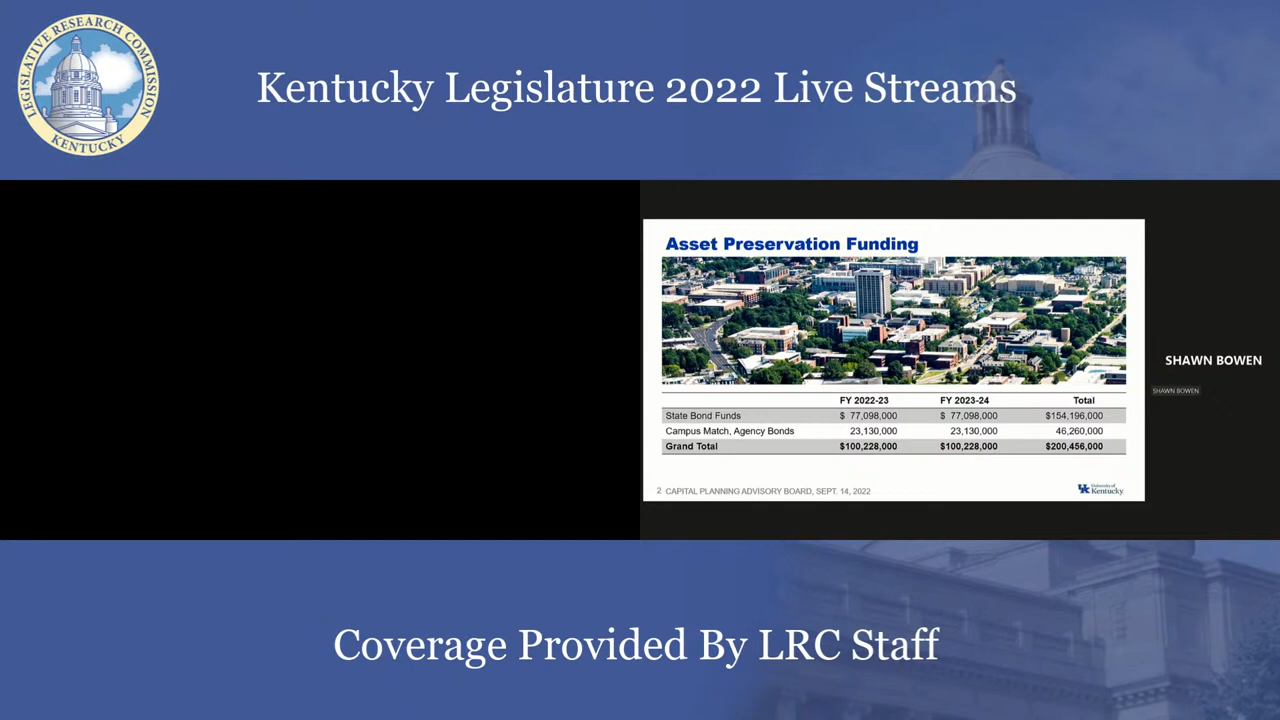 LEGISLATIVE RESEARCH COMMISSION
KENTUCKY
Kentucky Legislature 2022 Live Streams
Asset Preservation Funding
FY 2022-23 FY 2023-24 Total
State Bond Funds $ 77,098,000 $ 77,098,000 $154,196,000
Campus Match, Agency Bonds 23,130,000 23,130,000 46,260,000
Grand Total $100,228,000 $100,228,000 $200,456,000
2 CAPITAL PLANNING ADVISORY BOARD, SEPT. 14, 2022
UK University of
Kentucky
SHAWN BOWEN
SHAWN BOWEN
Coverage Provided By LRC Staff